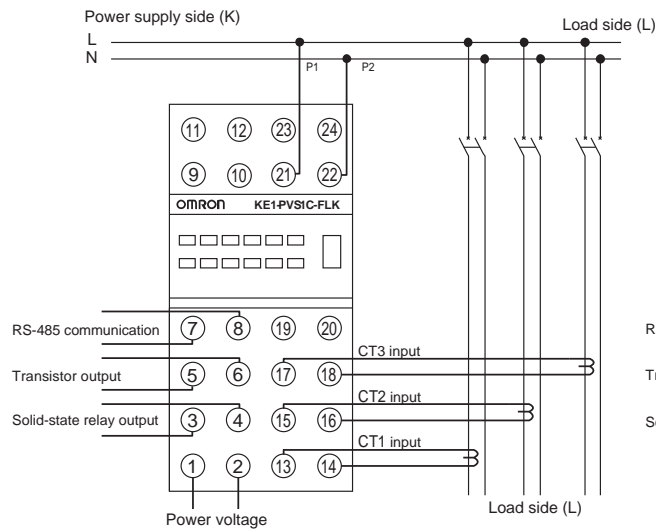 Power supply side (K)
Load side (L)
L
N
P1 P2
11 12 23 24
9 10 21 22
OMRON KE1-PVS1C-FLK
RS-485 communication 7 8 19 20
CT3 input
Transistor output 5 6 17 18
CT2 input
Solid-state relay output 3 4 15 16
CT1 input
1 2 13 14
Power voltage
Load side (L)
R
T
S